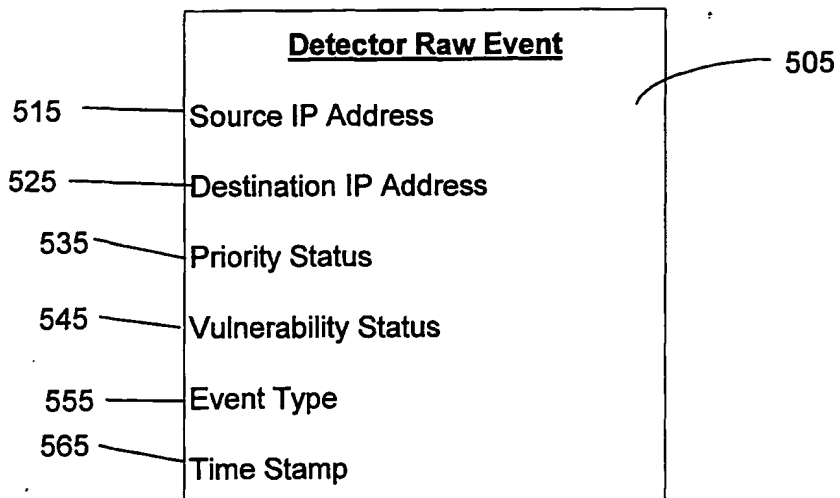 Detector Raw Event
505
515 Source IP Address
525 Destination IP Address
535 Priority Status
545 Vulnerability Status
555 Event Type
565 Time Stamp